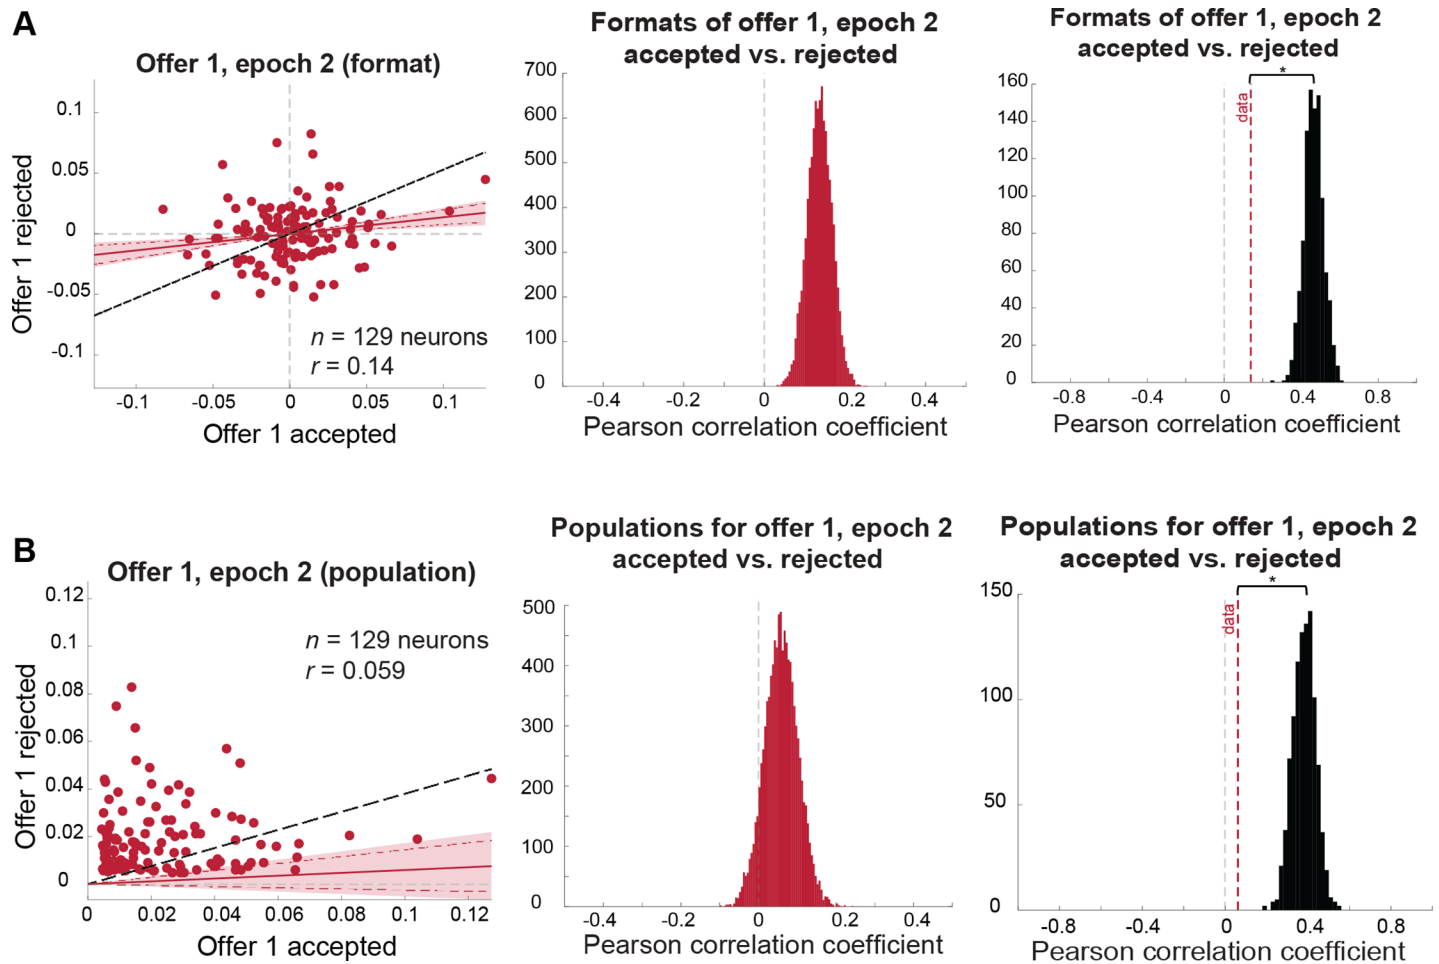 A
Offer 1, epoch 2 (format)
Offer 1 rejected
0.1
0.05
0
-0.05
-0.1
-0.1
-0.05
0
0.05
0.1
n = 129 neurons
r = 0.14
Offer 1 accepted
Formats of offer 1, epoch 2
accepted vs. rejected
700
600
500
400
300
200
100
0
-0.4
-0.2
0
0.2
0.4
Pearson correlation coefficient
Formats of offer 1, epoch 2
accepted vs. rejected
*
data
160
140
120
100
80
60
40
20
0
-0.8
-0.4
0
0.4
0.8
Pearson correlation coefficient
B
Offer 1, epoch 2 (population)
Offer 1 rejected
0.12
0.1
0.08
0.06
0.04
0.02
0
n = 129 neurons
r = 0.059
0
0.02
0.04
0.06
0.08
0.1
0.12
Offer 1 accepted
Populations for offer 1, epoch 2
accepted vs. rejected
500
400
300
200
100
0
-0.4
-0.2
0
0.2
0.4
Pearson correlation coefficient
Populations for offer 1, epoch 2
accepted vs. rejected
*
data
150
100
50
0
-0.8
-0.4
0
0.4
0.8
Pearson correlation coefficient